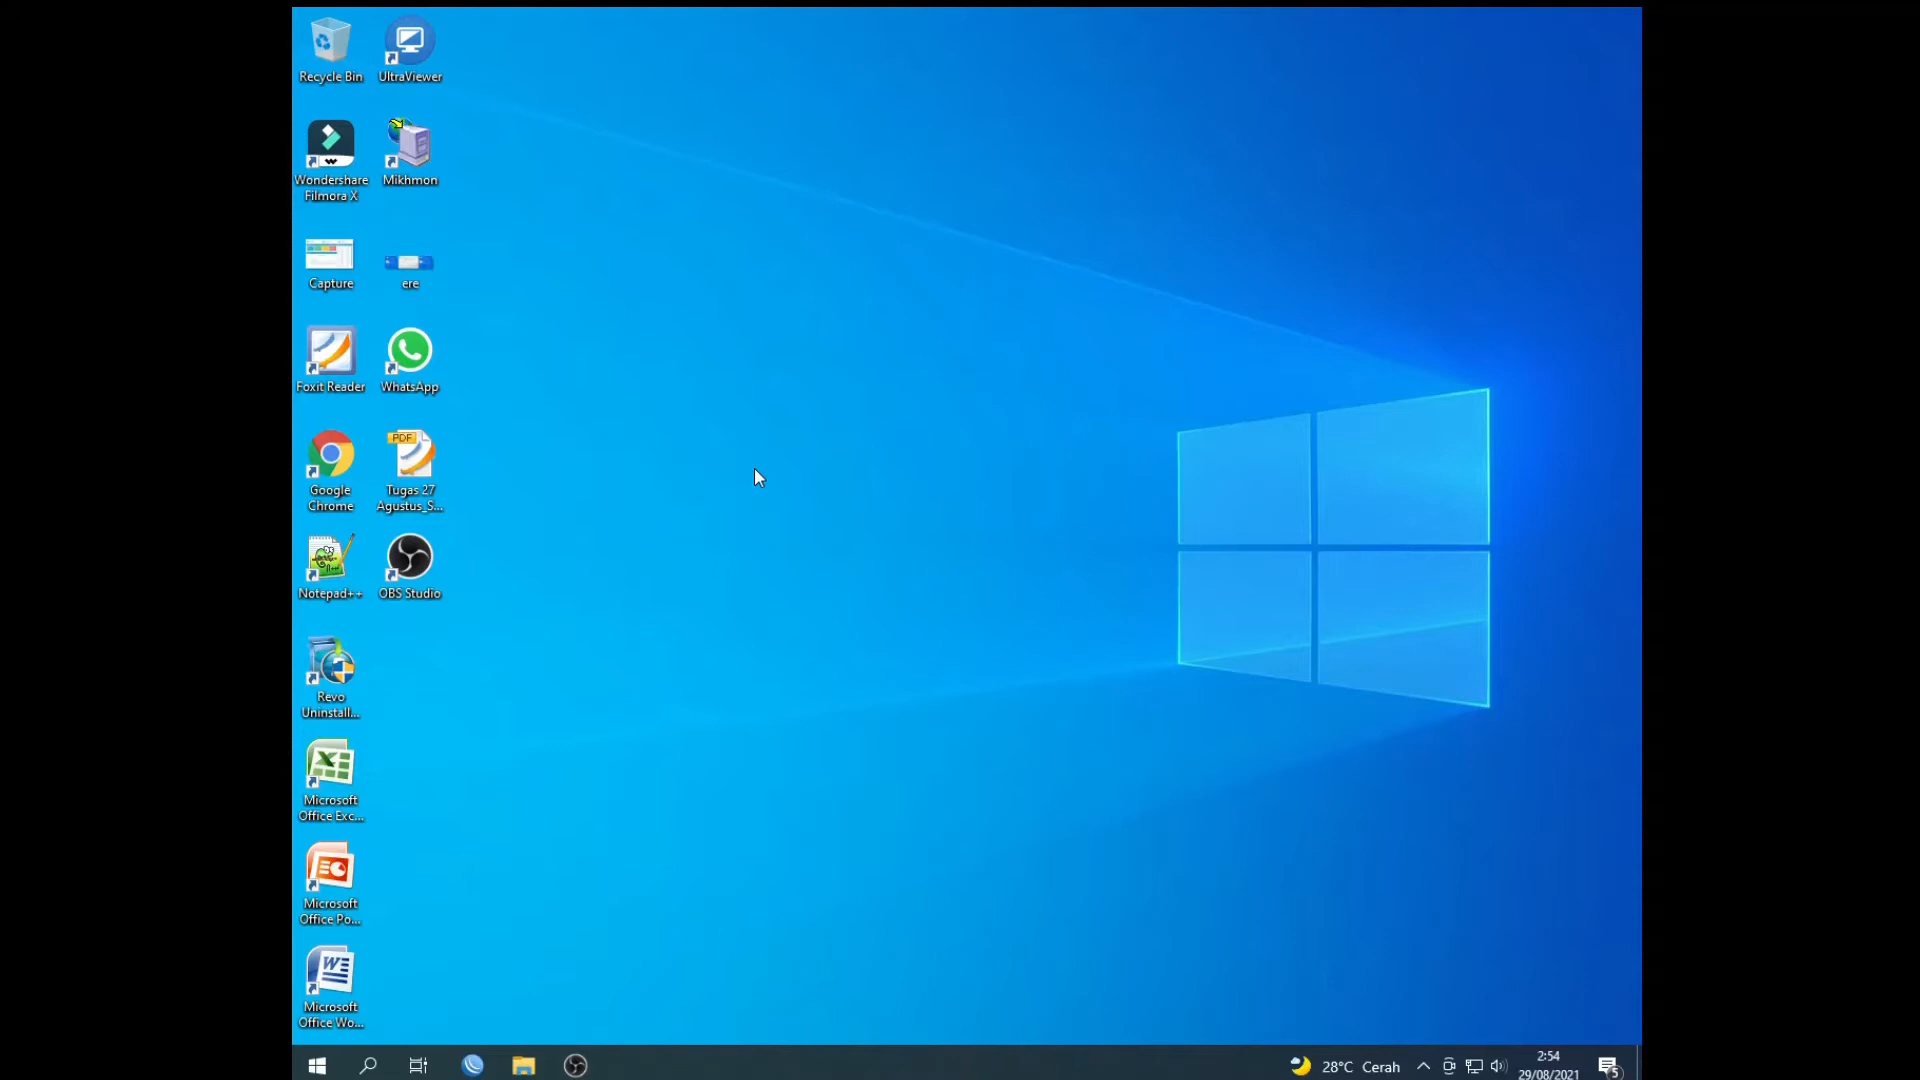 Recycle Bin
UltraViewer
Wondershare
Filmora X
Mikhmon
Capture
ere
Foxit Reader
WhatsApp
Google
Chrome
PDF
Tugas 27
Agustus_S...
Notepad++
OBS Studio
Revo
Uninstall...
Microsoft
Office Exc...
Microsoft
Office Po...
Microsoft
Office Wo...
28°C Cerah
2:54
29/08/2021
5